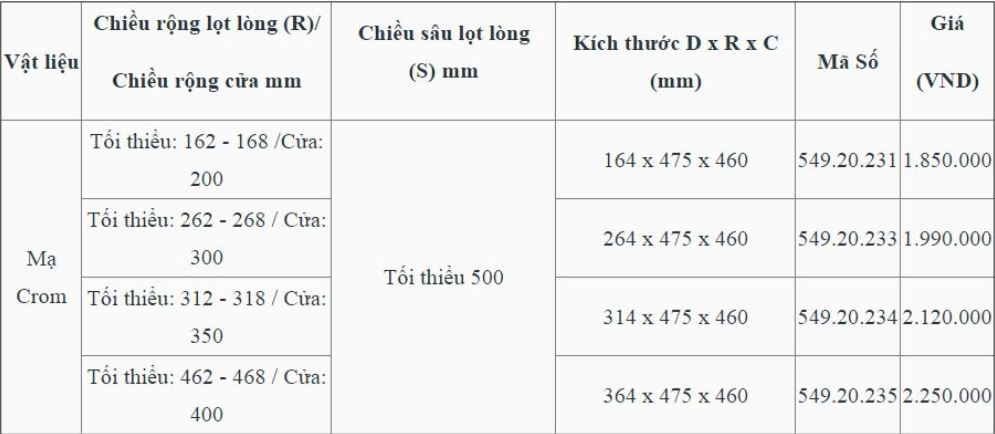 Vật liệu
Chiều rộng lọt lòng (R)/
Chiều rộng cửa mm
Chiều sâu lọt lòng
(S) mm
Kích thước D x R x C
(mm)
Mã Số
Giá
(VND)
Mạ
Crom
Tối thiểu: 162 - 168 /Cửa:
200
Tối thiểu 500
164 x 475 x 460
549.20.231
1.850.000
Tối thiểu: 262 - 268 / Cửa:
300
264 x 475 x 460
549.20.233
1.990.000
Tối thiểu: 312 - 318 / Cửa:
350
314 x 475 x 460
549.20.234
2.120.000
Tối thiểu: 462 - 468 / Cửa:
400
364 x 475 x 460
549.20.235
2.250.000